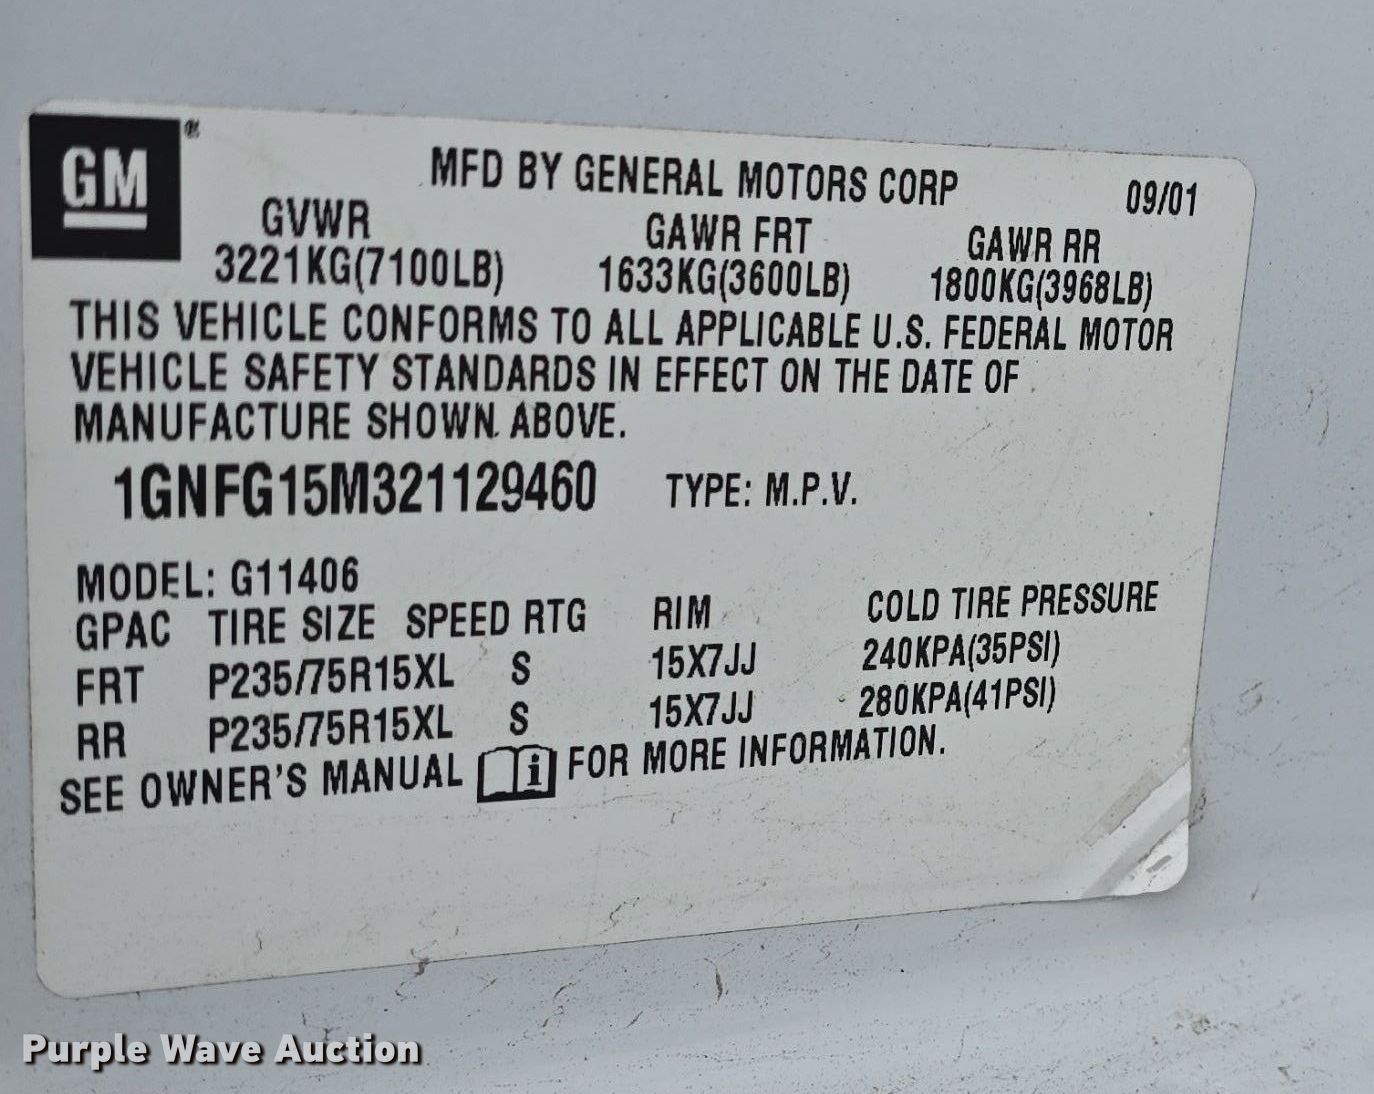 GM®
MFD BY GENERAL MOTORS CORP 09/01
GVWR GAWR FRT GAWR RR
3221KG(7100LB) 1633KG(3600LB) 1800KG(3968LB)
THIS VEHICLE CONFORMS TO ALL APPLICABLE U.S. FEDERAL MOTOR
VEHICLE SAFETY STANDARDS IN EFFECT ON THE DATE OF
MANUFACTURE SHOWN ABOVE.
1GNFG15M321129460 TYPE: M.P.V.
MODEL: G11406
GPAC TIRE SIZE SPEED RTG RIM COLD TIRE PRESSURE
FRT P235/75R15XL S 15X7JJ 240KPA(35PSI)
RR P235/75R15XL S 15X7JJ 280KPA(41PSI)
SEE OWNER'S MANUAL i FOR MORE INFORMATION.
Purple Wave Auction